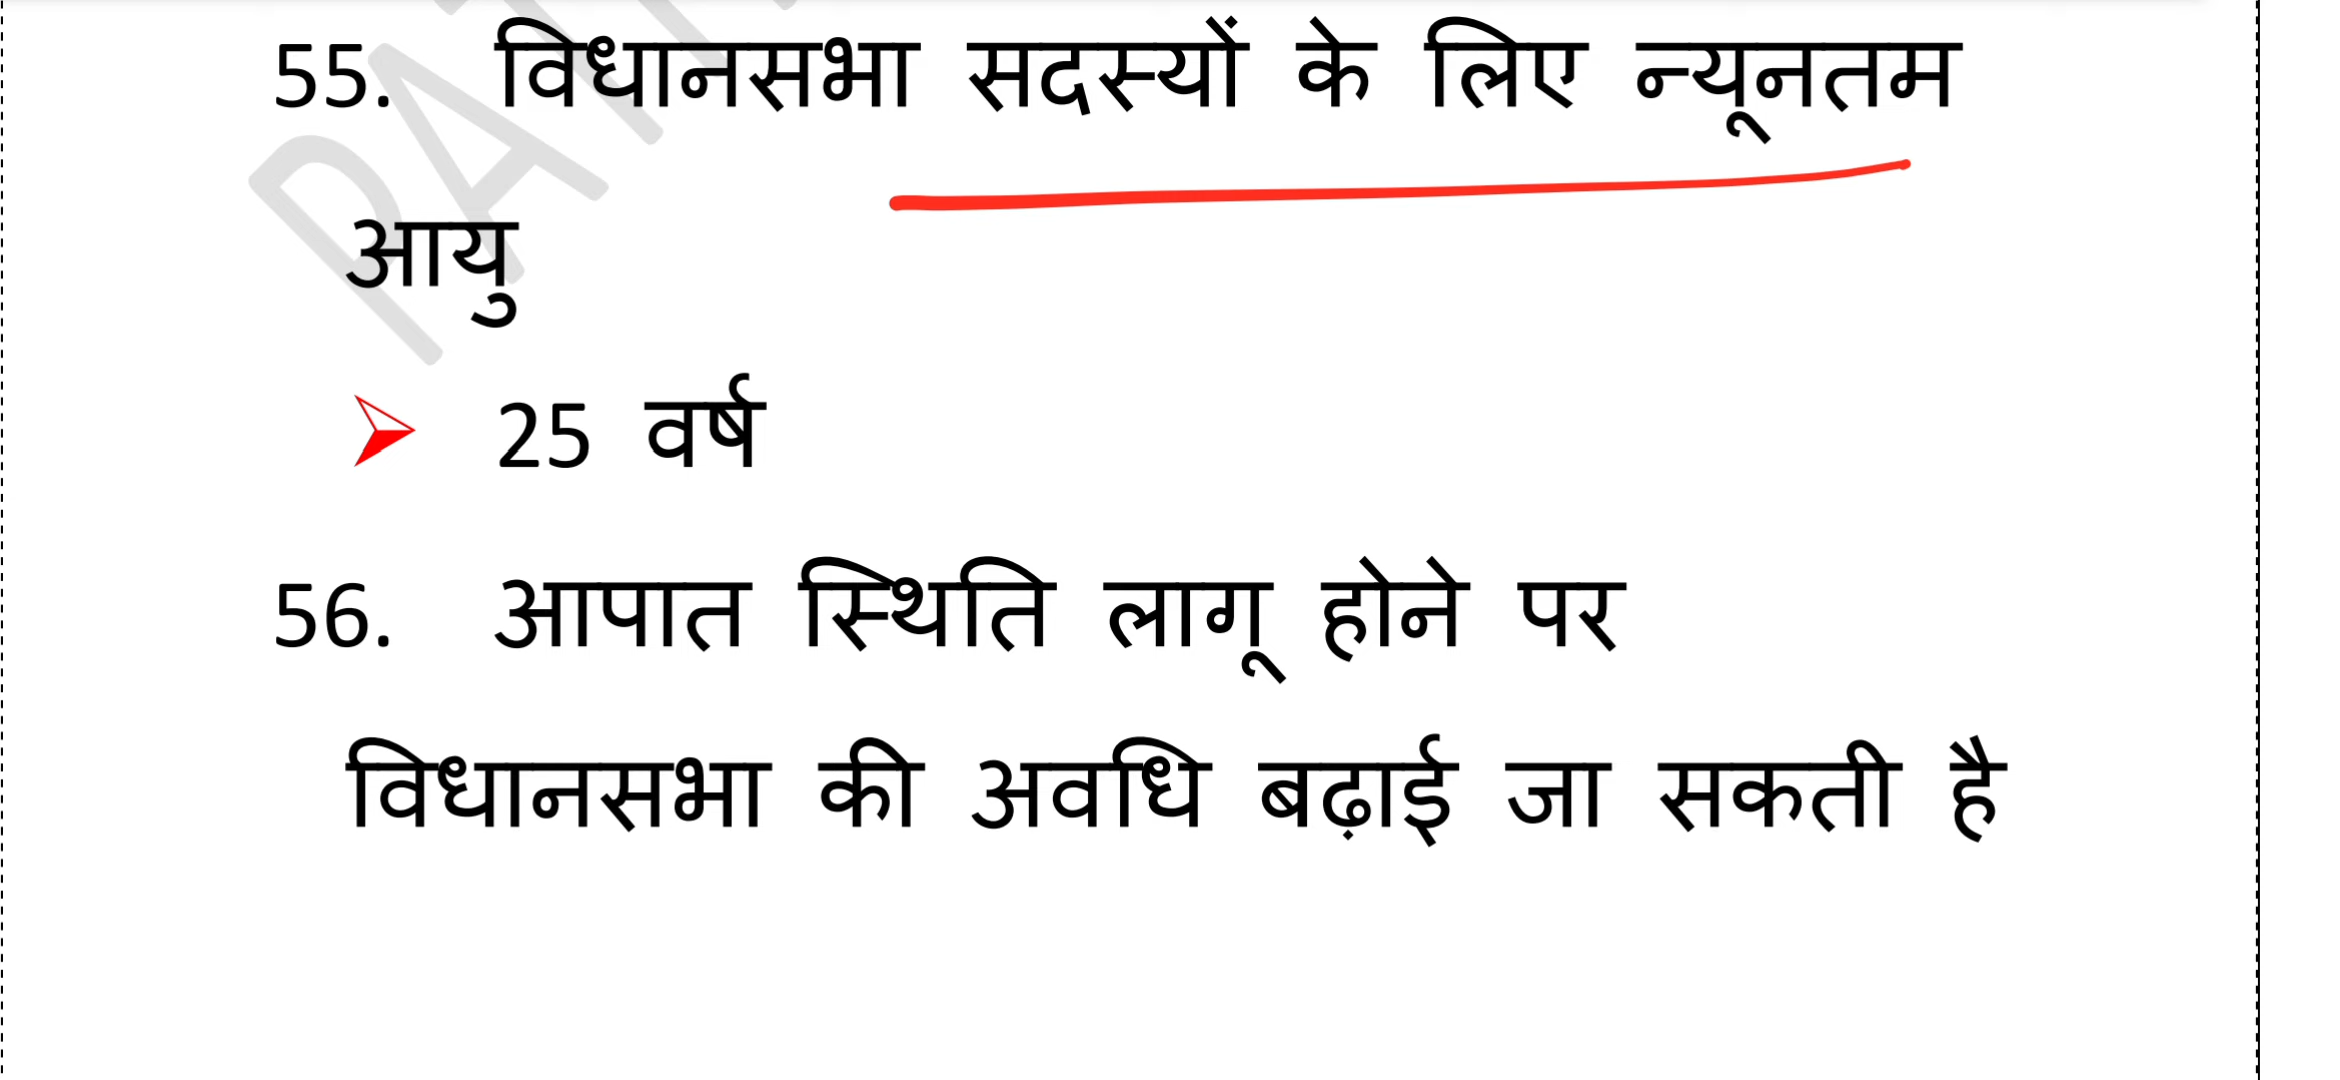 55. विधानसभा सदस्यों के लिए न्यूनतम
आयु
➢ 25 वर्ष
56. आपात स्थिति लागू होने पर
विधानसभा की अवधि बढ़ाई जा सकती है